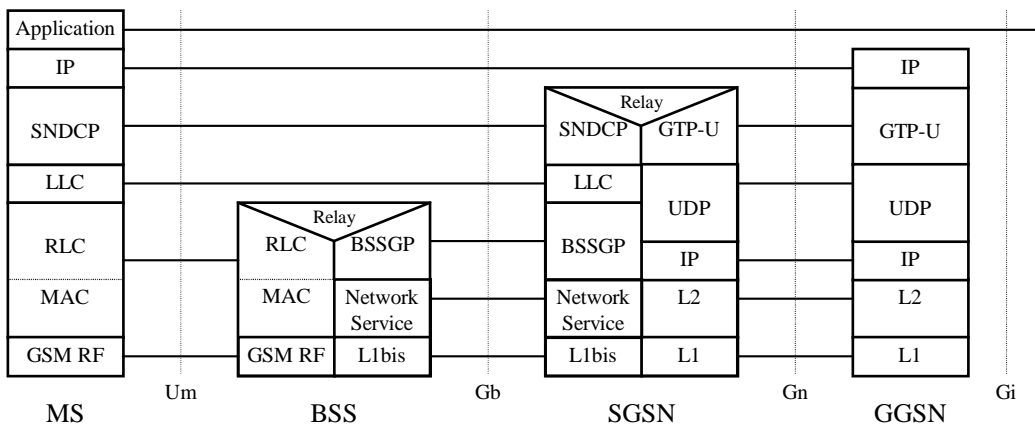 Application
IP
IP
Relay
SNDCP
SNDCP
GTP-U
GTP-U
LLC
LLC
Relay
UDP
UDP
RLC
RLC
BSSGP
BSSGP
IP
IP
MAC
MAC
Network
Service
Network
Service
L2
L2
GSM RF
GSM RF
L1bis
L1bis
L1
L1
Um
Gb
Gn
Gi
MS
BSS
SGSN
GGSN